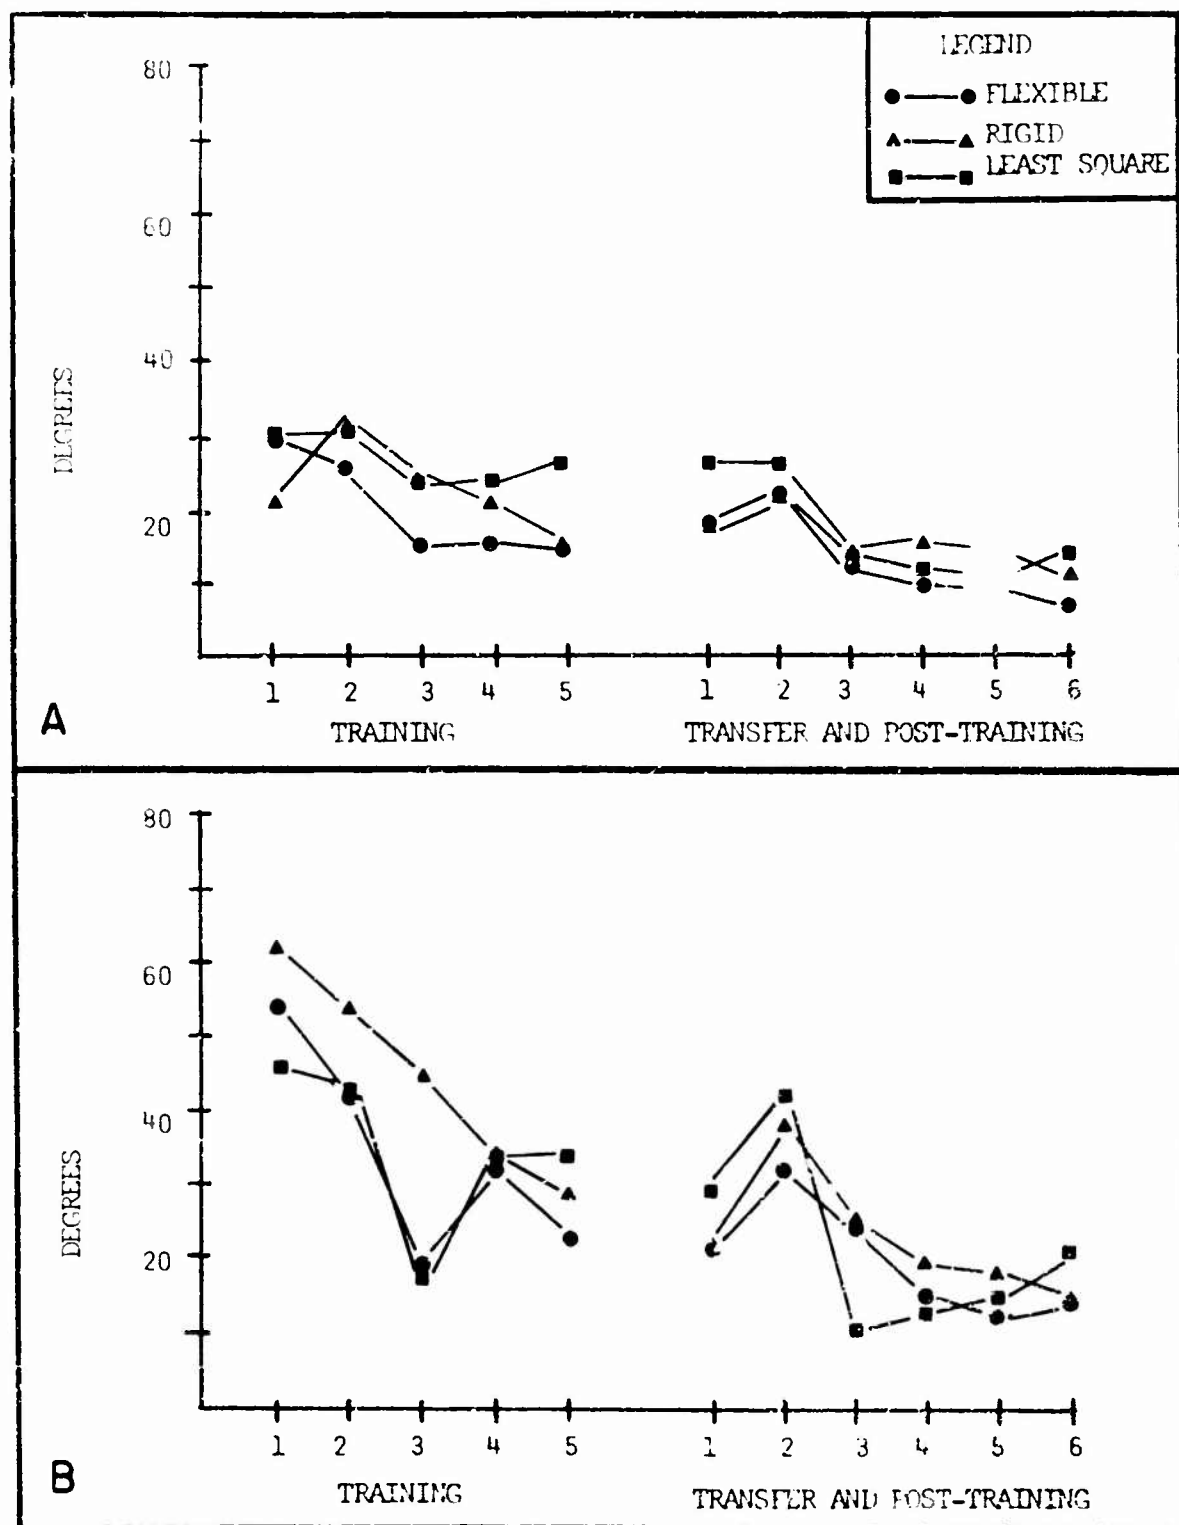 LEGEND
FLEXIBLE
RIGID
LEAST SQUARE
80
60
40
20
DEGREES
1 2 3 4 5
1 2 3 4 5 6
TRAINING
TRANSFER AND POST-TRAINING
A
80
60
40
20
DEGREES
1 2 3 4 5
1 2 3 4 5 6
TRAINING
TRANSFER AND POST-TRAINING
B